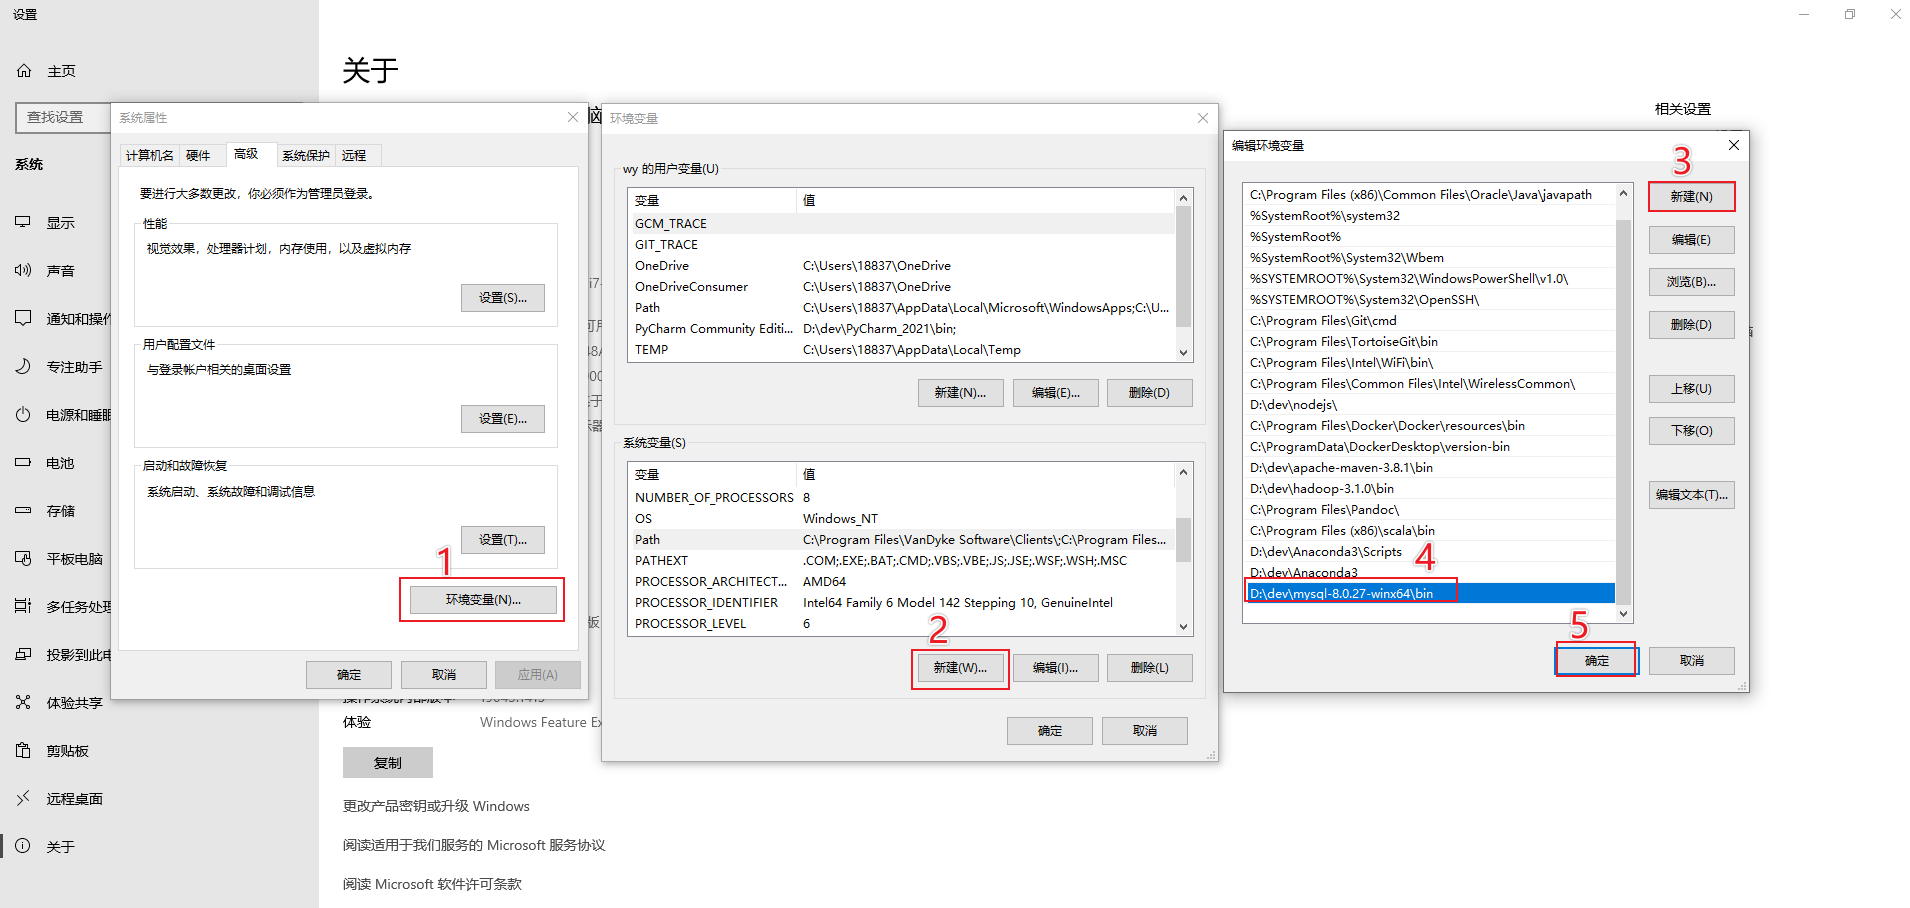 设置
主页
查找设置
系统
显示
声音
通知和操作
专注助手
电源和睡眠
电池
存储
平板电脑
多任务处理
投影到此电
体验共享
剪贴板
远程桌面
关于
关于
相关设置
系统属性
计算机名 硬件 高级 系统保护 远程
要进行大多数更改，你必须作为管理员登录。
性能
视觉效果，处理器计划，内存使用，以及虚拟内存
设置(S)...
用户配置文件
与登录帐户相关的桌面设置
设置(E)...
启动和故障恢复
系统启动、系统故障和调试信息
设置(T)...
1
环境变量(N)...
确定 取消 应用(A)
体验 Windows Feature Ex
复制
更改产品密钥或升级 Windows
阅读适用于我们服务的 Microsoft 服务协议
阅读 Microsoft 软件许可条款
环境变量
wy 的用户变量(U)
变量 值
GCM_TRACE
GIT_TRACE
OneDrive C:\Users\18837\OneDrive
OneDriveConsumer C:\Users\18837\OneDrive
Path C:\Users\18837\AppData\Local\Microsoft\WindowsApps;C:\U...
PyCharm Community Editi... D:\dev\PyCharm_2021\bin;
TEMP C:\Users\18837\AppData\Local\Temp
新建(N)... 编辑(E)... 删除(D)
系统变量(S)
变量 值
NUMBER_OF_PROCESSORS 8
OS Windows_NT
Path C:\Program Files\VanDyke Software\Clients\;C:\Program Files...
PATHEXT .COM;.EXE;.BAT;.CMD;.VBS;.VBE;.JS;.JSE;.WSF;.WSH;.MSC
PROCESSOR_ARCHITECT... AMD64
PROCESSOR_IDENTIFIER Intel64 Family 6 Model 142 Stepping 10, GenuineIntel
PROCESSOR_LEVEL 6
2
新建(W)... 编辑(I)... 删除(L)
确定 取消
编辑环境变量
C:\Program Files (x86)\Common Files\Oracle\Java\javapath
%SystemRoot%\system32
%SystemRoot%
%SystemRoot%\System32\Wbem
%SYSTEMROOT%\System32\WindowsPowerShell\v1.0\
%SYSTEMROOT%\System32\OpenSSH\
C:\Program Files\Git\cmd
C:\Program Files\TortoiseGit\bin
C:\Program Files\Intel\WiFi\bin\
C:\Program Files\Common Files\Intel\WirelessCommon\
D:\dev\nodejs\
C:\Program Files\Docker\Docker\resources\bin
C:\ProgramData\DockerDesktop\version-bin
D:\dev\apache-maven-3.8.1\bin
D:\dev\hadoop-3.1.0\bin
C:\Program Files\Pandoc\
C:\Program Files (x86)\scala\bin
D:\dev\Anaconda3\Scripts
D:\dev\Anaconda3
4
D:\dev\mysql-8.0.27-winx64\bin
3
新建(N)
编辑(E)
浏览(B)...
删除(D)
上移(U)
下移(O)
编辑文本(T)...
5
确定 取消